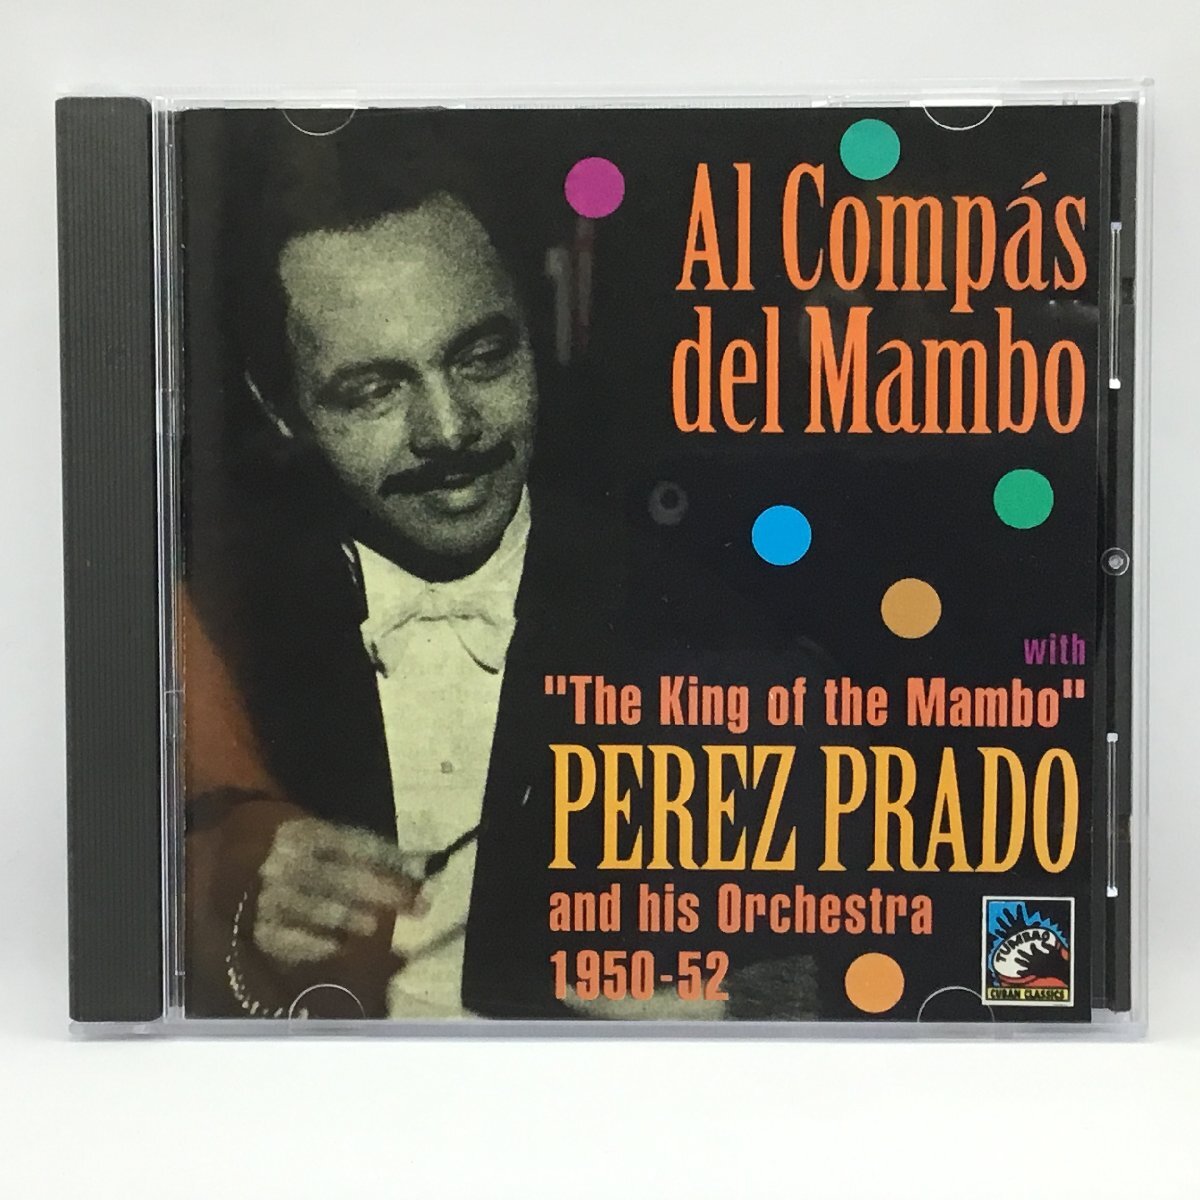 Al Compás
del Mambo
with
"The King of the Mambo"
PEREZ PRADO
and his Orchestra
1950-52
TUMBAO
CUBAN CLASSICS